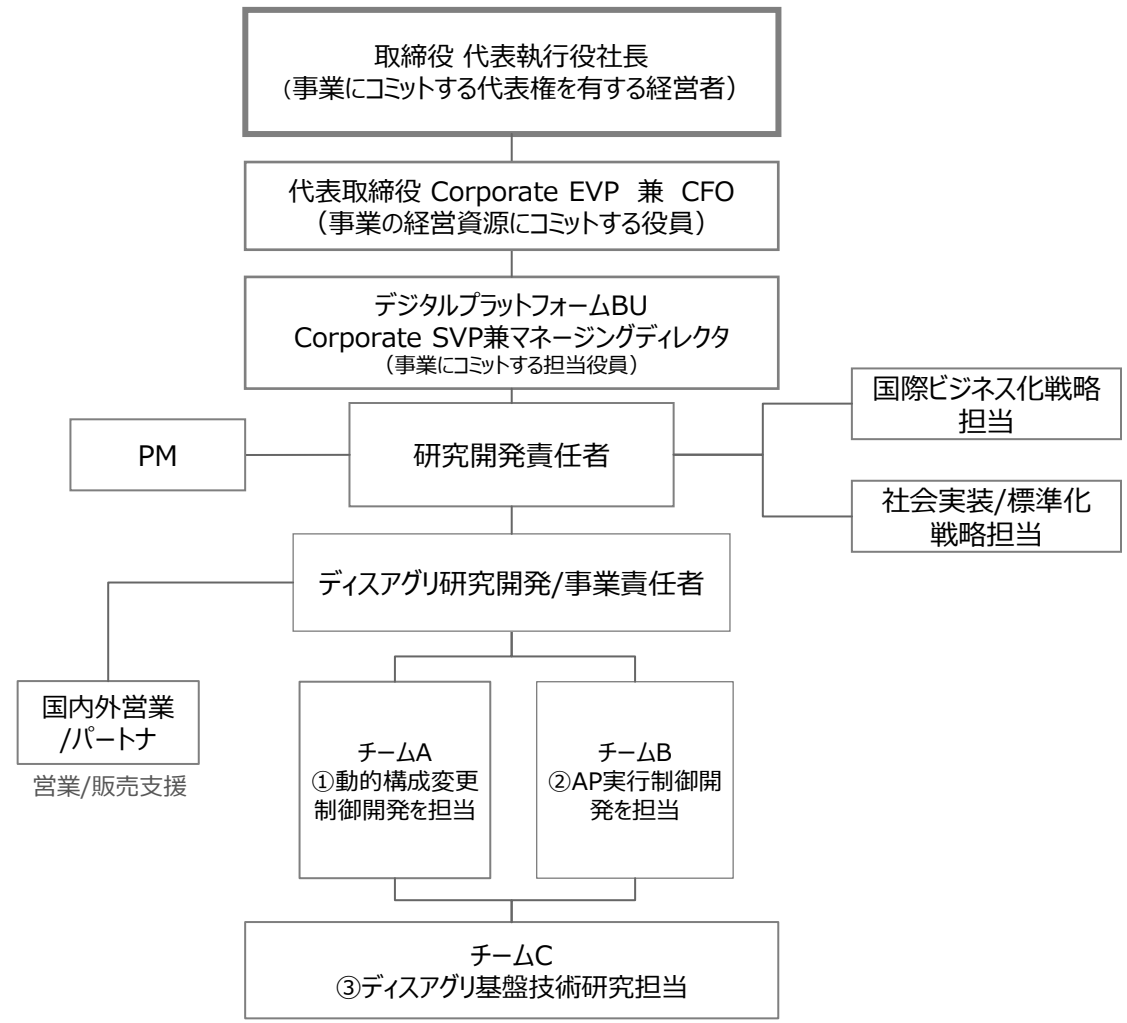 取締役 代表執行役社長
(事業にコミットする代表権を有する経営者)
代表取締役 Corporate EVP 兼 CFO
(事業の経営資源にコミットする役員)
デジタルプラットフォームBU
Corporate SVP兼マネージングディレクタ
(事業にコミットする担当役員)
国際ビジネス化戦略
担当
PM
研究開発責任者
社会実装/標準化
戦略担当
ディスアグリ研究開発/事業責任者
国内外営業
/パートナ
営業/販売支援
チームA
①動的構成変更
制御開発を担当
チームB
②AP実行制御開
発を担当
チームC
③ディスアグリ基盤技術研究担当